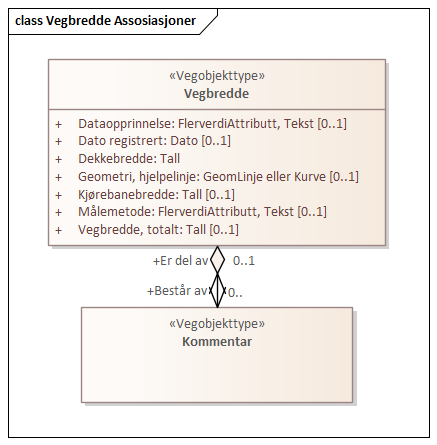 class Vegbredde Assosiasjoner
«Vegobjekttype»
Vegbredde
+ Dataopprinnelse: FlerverdiAttributt, Tekst [0..1]
+ Dato registrert: Dato [0..1]
+ Dekkebredde: Tall
+ Geometri, hjelpelinje: GeomLinje eller Kurve [0..1]
+ Kjørebanebredde: Tall [0..1]
+ Målemetode: FlerverdiAttributt, Tekst [0..1]
+ Vegbredde, totalt: Tall [0..1]
+Er del av 0..1
+Består av 0..
«Vegobjekttype»
Kommentar